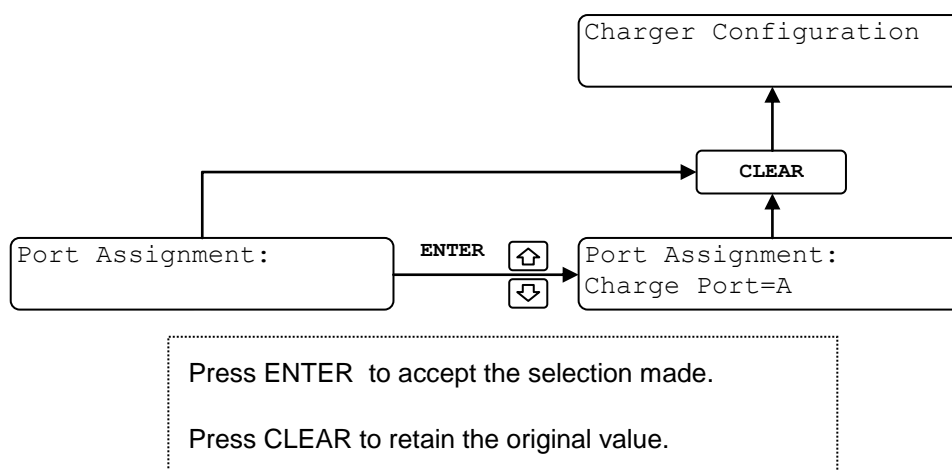 Charger Configuration
CLEAR
Port Assignment:
ENTER
Port Assignment:
Charge Port=A
Press ENTER to accept the selection made.
Press CLEAR to retain the original value.